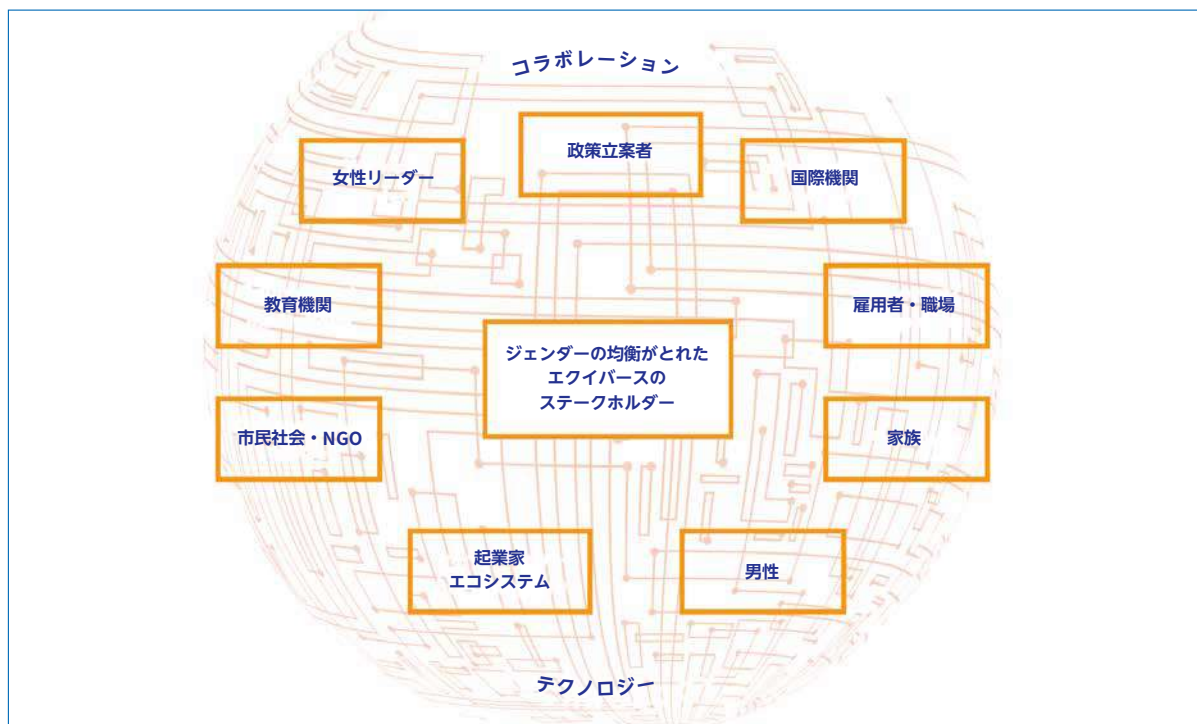 コラボレーション
政策立案者
女性リーダー
国際機関
教育機関
雇用者・職場
ジェンダーの均衡がとれた
エクイバースの
ステークホルダー
市民社会・NGO
家族
起業家
エコシステム
男性
テクノロジー